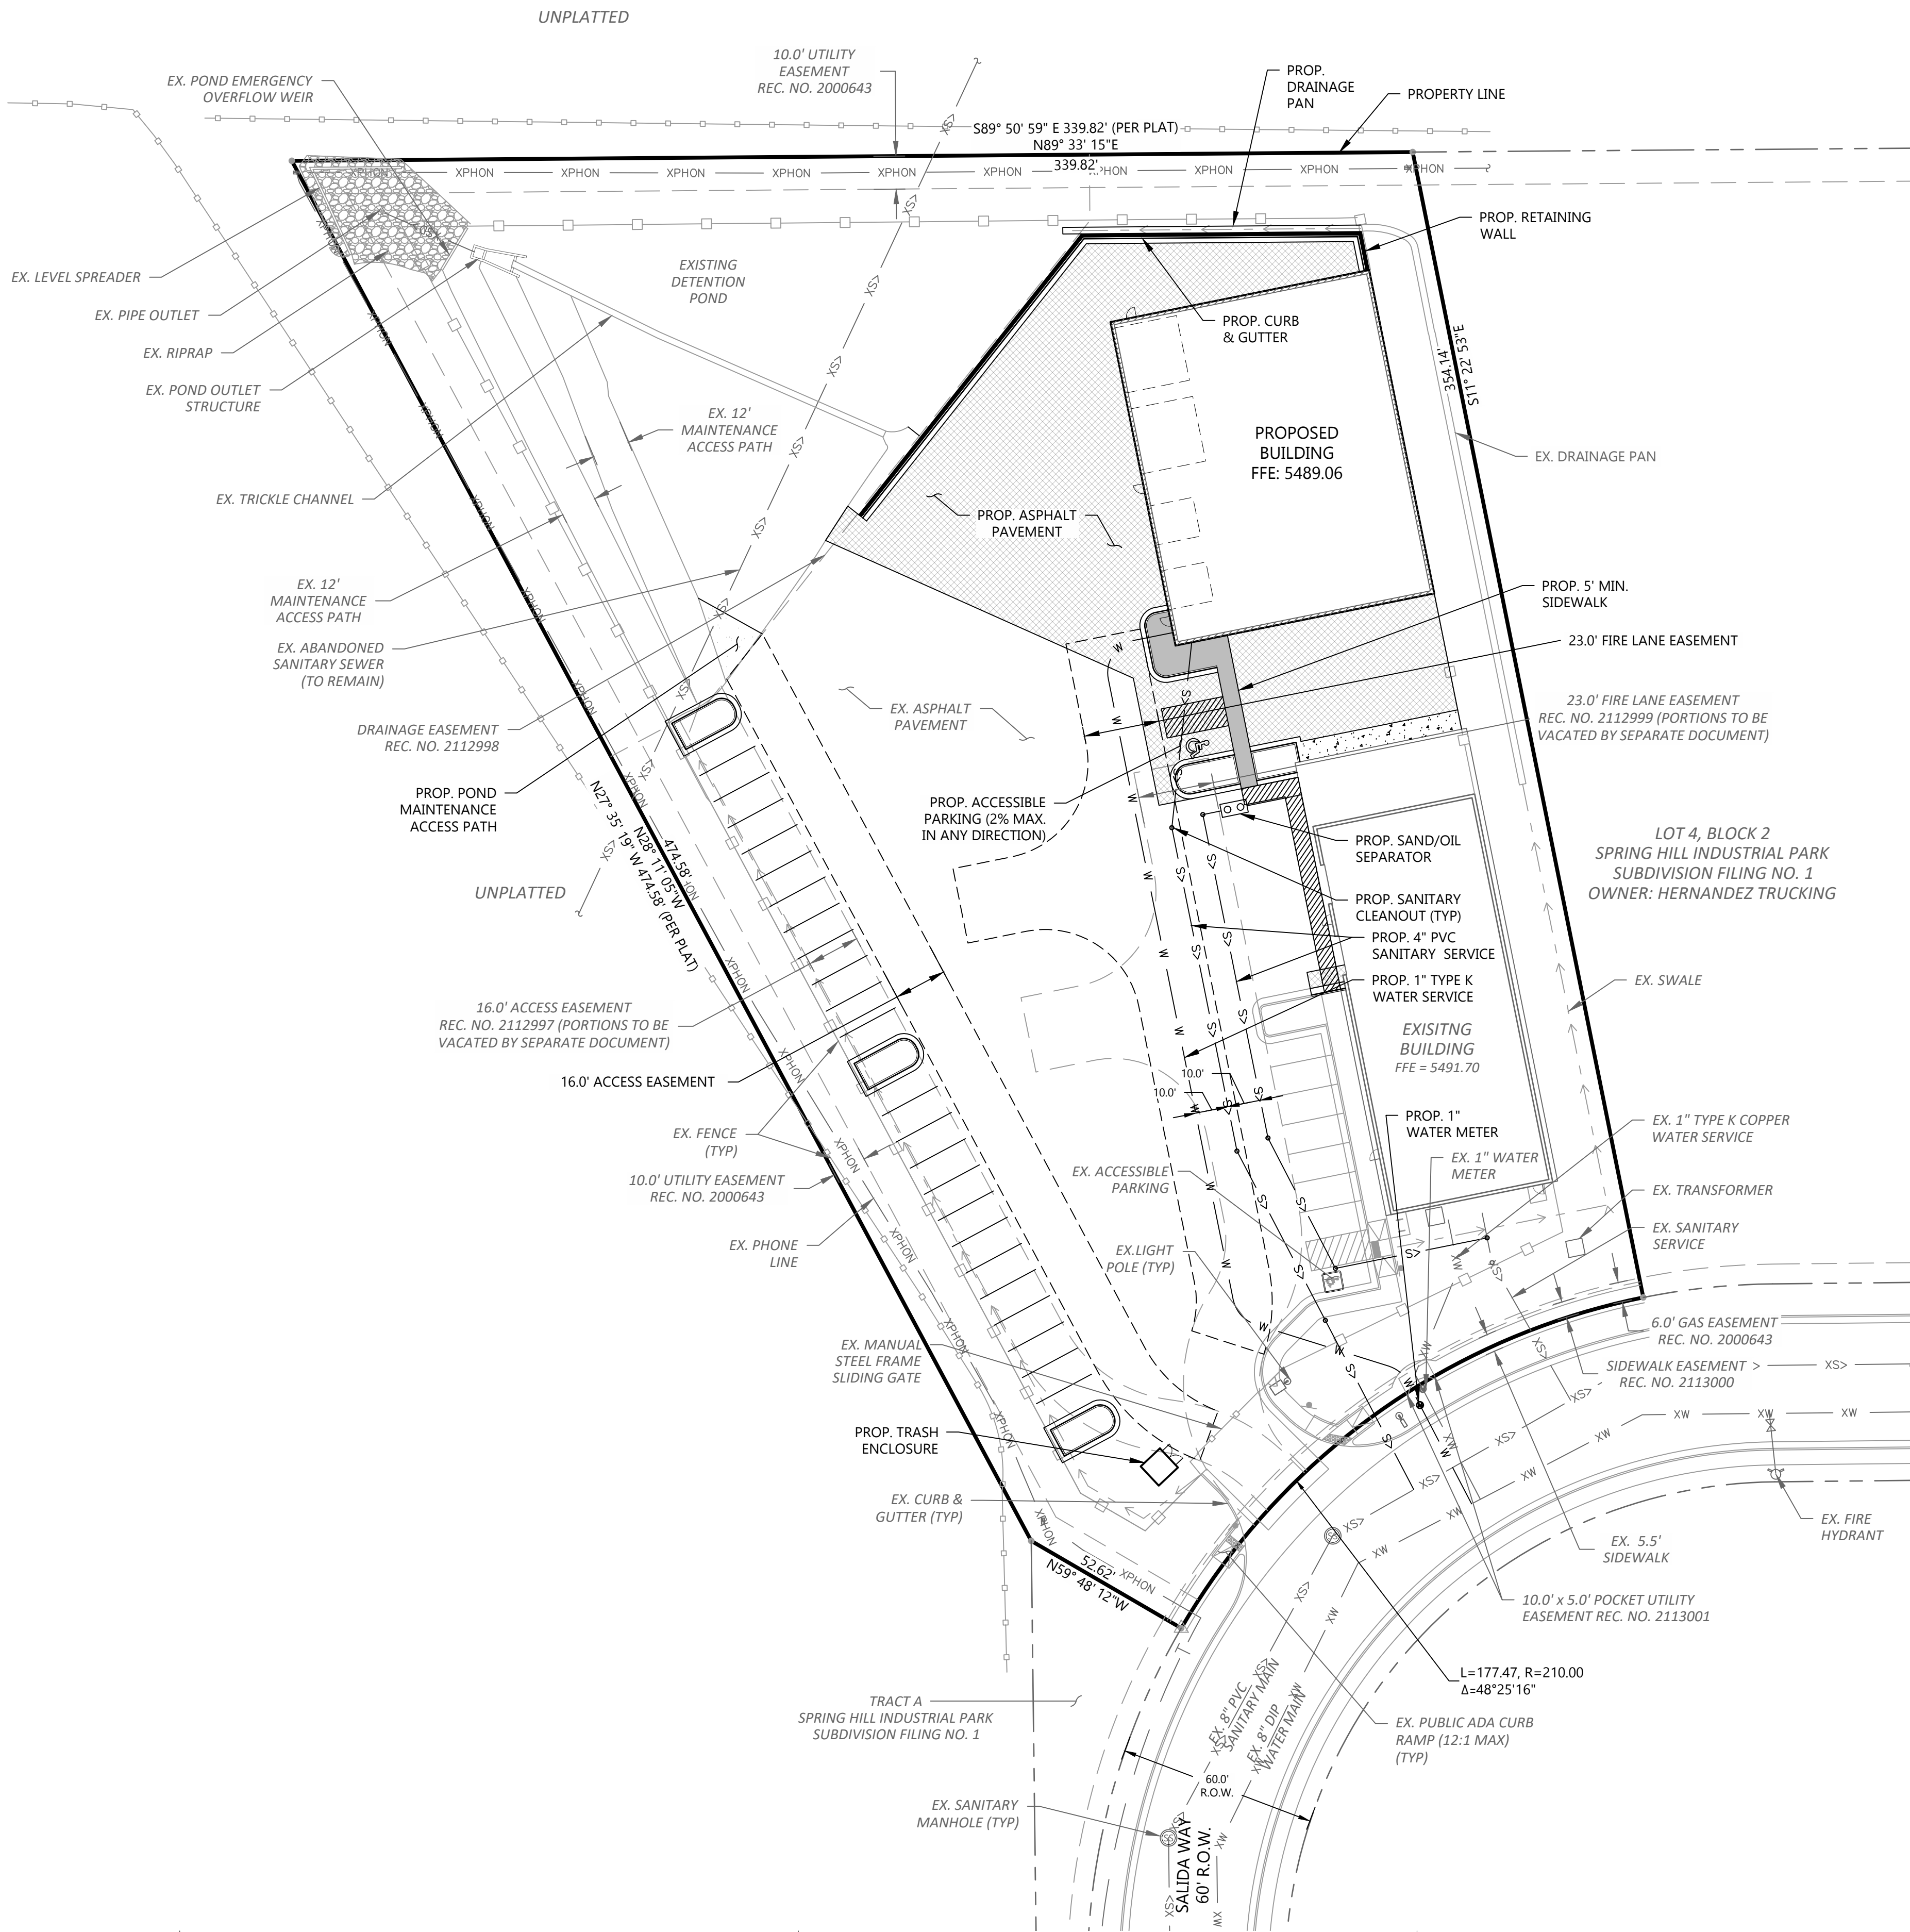 UNPLATTED
10.0' UTILITY
EASEMENT
REC. NO. 2000643
EX. POND EMERGENCY
OVERFLOW WEIR
PROP.
DRAINAGE
PAN
PROPERTY LINE
S89° 50' 59" E 339.82' (PER PLAT)
N89° 33' 15"E
339.82'
XPHON XPHON XPHON XPHON XPHON XPHON XPHON XPHON XPHON
PROP. RETAINING
WALL
EX. LEVEL SPREADER
EX. PIPE OUTLET
EX. RIPRAP
EX. POND OUTLET
STRUCTURE
EXISTING
DETENTION
POND
PROP. CURB
& GUTTER
354.14'
S11° 22' 53"E
EX. 12'
MAINTENANCE
ACCESS PATH
PROPOSED
BUILDING
FFE: 5489.06
EX. DRAINAGE PAN
EX. TRICKLE CHANNEL
PROP. ASPHALT
PAVEMENT
EX. 12'
MAINTENANCE
ACCESS PATH
PROP. 5' MIN.
SIDEWALK
EX. ABANDONED
SANITARY SEWER
(TO REMAIN)
23.0' FIRE LANE EASEMENT
DRAINAGE EASEMENT
REC. NO. 2112998
EX. ASPHALT
PAVEMENT
23.0' FIRE LANE EASEMENT
REC. NO. 2112999 (PORTIONS TO BE
VACATED BY SEPARATE DOCUMENT)
PROP. POND
MAINTENANCE
ACCESS PATH
PROP. ACCESSIBLE
PARKING (2% MAX.
IN ANY DIRECTION)
PROP. SAND/OIL
SEPARATOR
LOT 4, BLOCK 2
SPRING HILL INDUSTRIAL PARK
SUBDIVISION FILING NO. 1
OWNER: HERNANDEZ TRUCKING
474.58'
N28° 11' 05"W
N27° 35' 19" W 474.58' (PER PLAT)
UNPLATTED
PROP. SANITARY
CLEANOUT (TYP)
PROP. 4" PVC
SANITARY SERVICE
PROP. 1" TYPE K
WATER SERVICE
EX. SWALE
16.0' ACCESS EASEMENT
REC. NO. 2112997 (PORTIONS TO BE
VACATED BY SEPARATE DOCUMENT)
EXISITNG
BUILDING
FFE = 5491.70
16.0' ACCESS EASEMENT
10.0'
10.0'
PROP. 1"
WATER METER
EX. 1" TYPE K COPPER
WATER SERVICE
EX. FENCE
(TYP)
EX. 1" WATER
METER
EX. ACCESSIBLE
PARKING
10.0' UTILITY EASEMENT
REC. NO. 2000643
EX. TRANSFORMER
EX. SANITARY
SERVICE
EX. PHONE
LINE
EX.LIGHT
POLE (TYP)
6.0' GAS EASEMENT
REC. NO. 2000643
EX. MANUAL
STEEL FRAME
SLIDING GATE
SIDEWALK EASEMENT
REC. NO. 2113000
PROP. TRASH
ENCLOSURE
EX. CURB &
GUTTER (TYP)
EX. FIRE
HYDRANT
EX. 5.5'
SIDEWALK
52.62'
N59° 48' 12"W
10.0' x 5.0' POCKET UTILITY
EASEMENT REC. NO. 2113001
L=177.47, R=210.00
Δ=48°25'16"
TRACT A
SPRING HILL INDUSTRIAL PARK
SUBDIVISION FILING NO. 1
EX. 8" PVC
SANITARY MAIN
EX. 8" DIP
WATER MAIN
EX. PUBLIC ADA CURB
RAMP (12:1 MAX)
(TYP)
60.0'
R.O.W.
EX. SANITARY
MANHOLE (TYP)
SALIDA WAY
60' R.O.W.